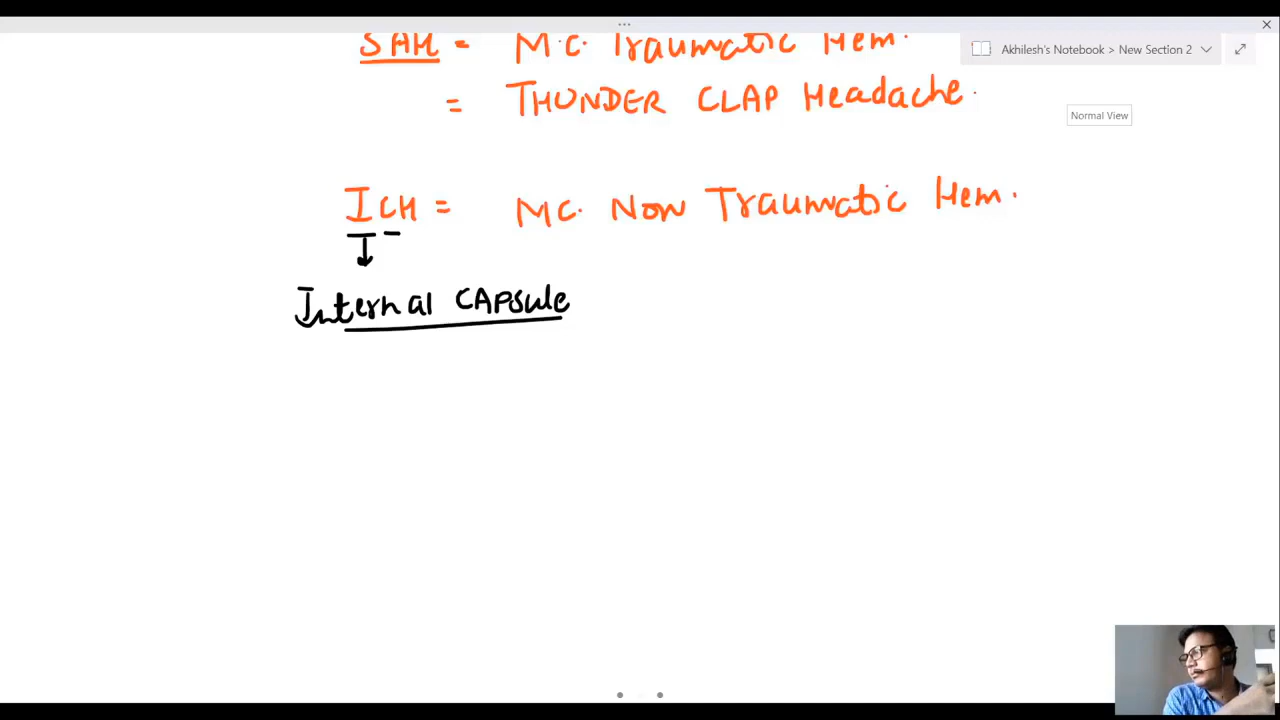 SAH = M.C. Traumatic Hem.
Akhilesh's Notebook > New Section 2
= THUNDER CLAP Headache.
Normal View
ICH = MC. Non Traumatic Hem.
Internal CAPsule